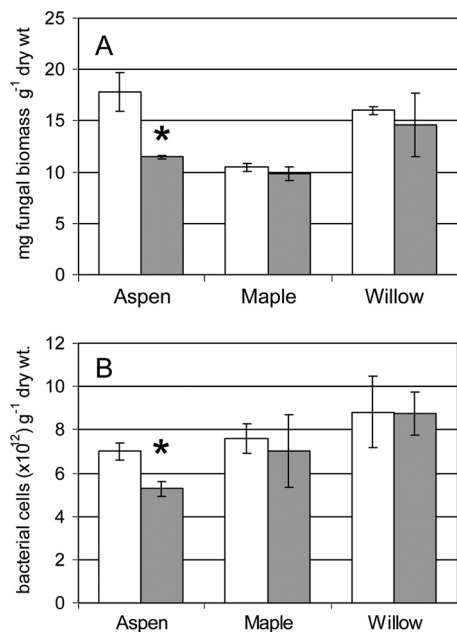 A
mg fungal biomass g⁻¹ dry wt
25
20
15
10
5
0
*
Aspen Maple Willow
B
bacterial cells (x10¹²) g⁻¹ dry wt.
12
10
8
6
4
2
0
*
Aspen Maple Willow